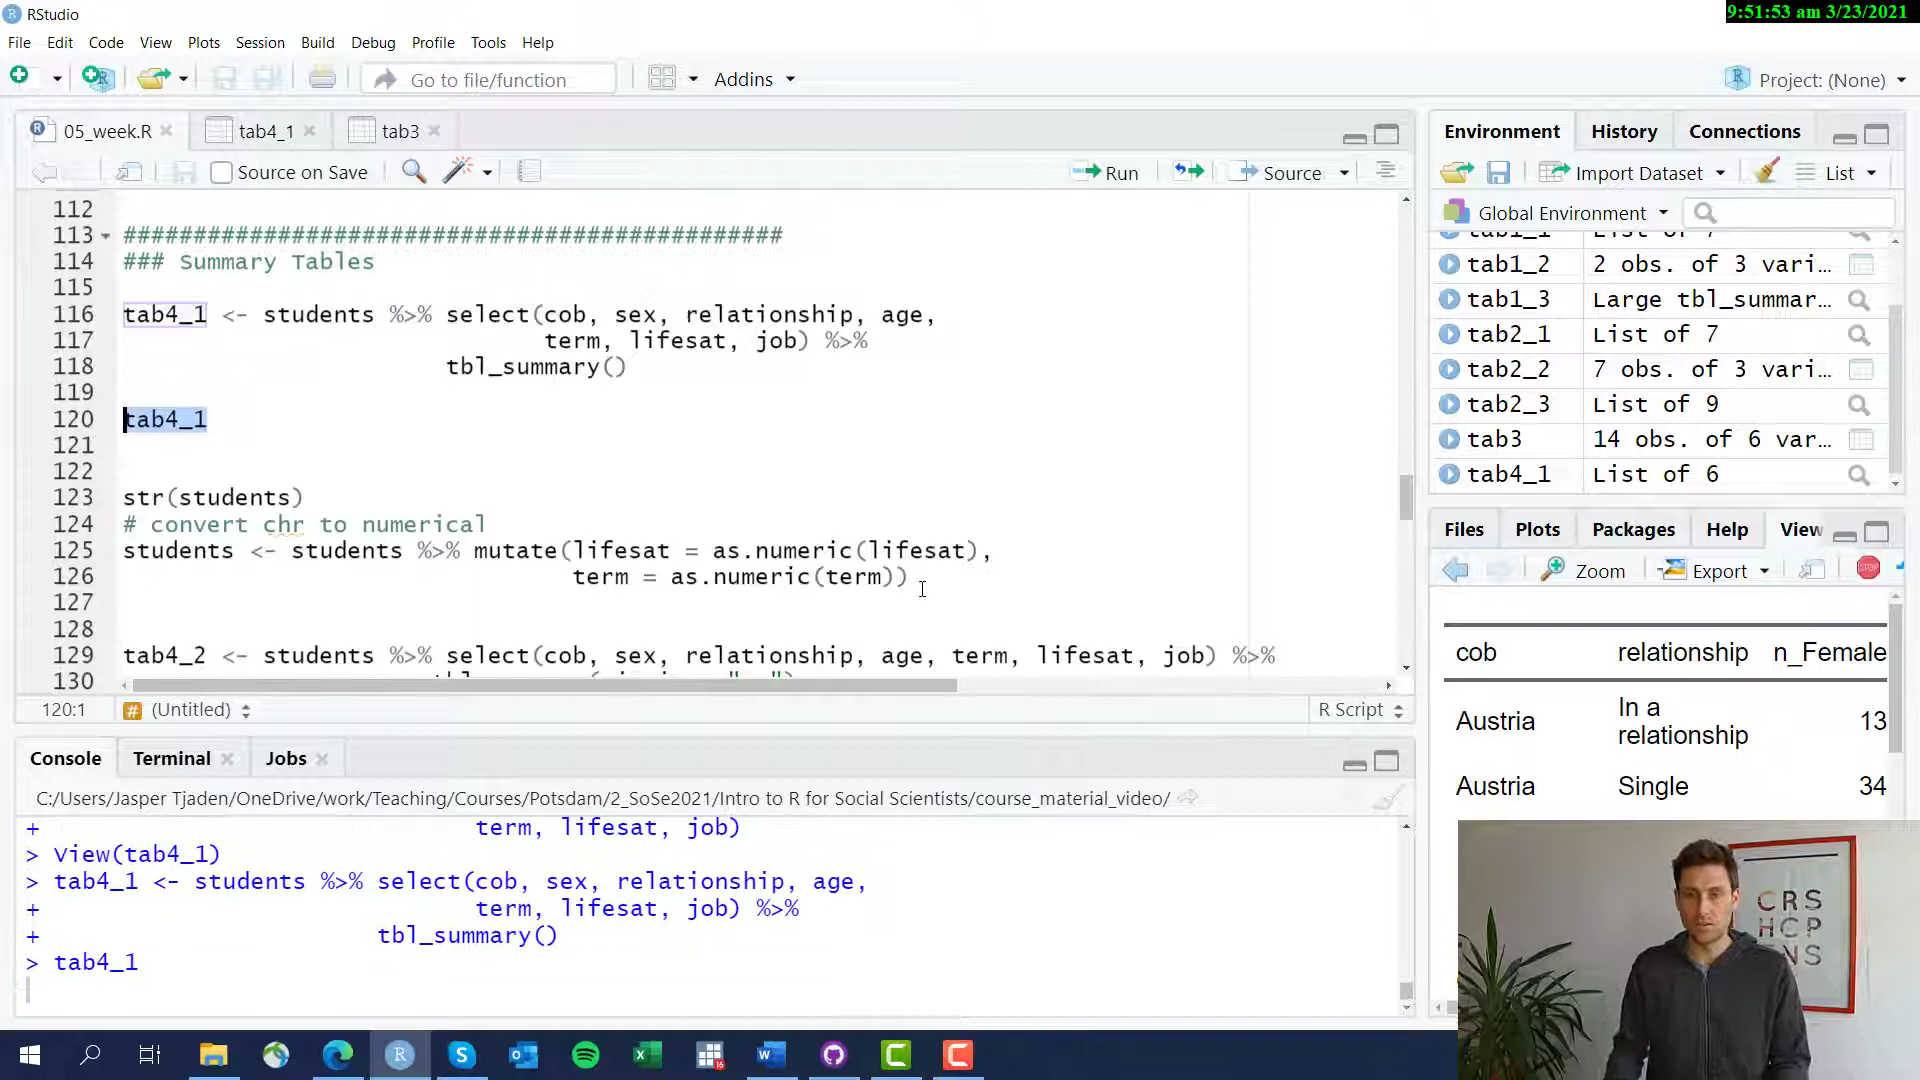 RStudio
9:51:53 am 3/23/2021
File Edit Code View Plots Session Build Debug Profile Tools Help
Go to file/function
Addins
Project: (None)
05_week.R
tab4_1
tab3
Source on Save
Run
Source
112
113 ###############################################
114 ### Summary Tables
115
116 tab4_1 <- students %>% select(cob, sex, relationship, age,
117 term, lifesat, job) %>%
118 tbl_summary()
119
120 tab4_1
121
122
123 str(students)
124 # convert chr to numerical
125 students <- students %>% mutate(lifesat = as.numeric(lifesat),
126 term = as.numeric(term))
127
128
129 tab4_2 <- students %>% select(cob, sex, relationship, age, term, lifesat, job) %>%
130
120:1
# (Untitled)
R Script
Console Terminal Jobs
C:/Users/Jasper Tjaden/OneDrive/work/Teaching/Courses/Potsdam/2_SoSe2021/Intro to R for Social Scientists/course_material_video/
+ term, lifesat, job)
> View(tab4_1)
> tab4_1 <- students %>% select(cob, sex, relationship, age,
+ term, lifesat, job) %>%
+ tbl_summary()
> tab4_1
Environment History Connections
Import Dataset
List
Global Environment
tab1_1 List of 7
tab1_2 2 obs. of 3 vari…
tab1_3 Large tbl_summar…
tab2_1 List of 7
tab2_2 7 obs. of 3 vari…
tab2_3 List of 9
tab3 14 obs. of 6 var…
tab4_1 List of 6
Files Plots Packages Help View
Zoom
Export
STOP
cob relationship n_Female
Austria In a relationship 13
Austria Single 34
CRS
HCP
ENS